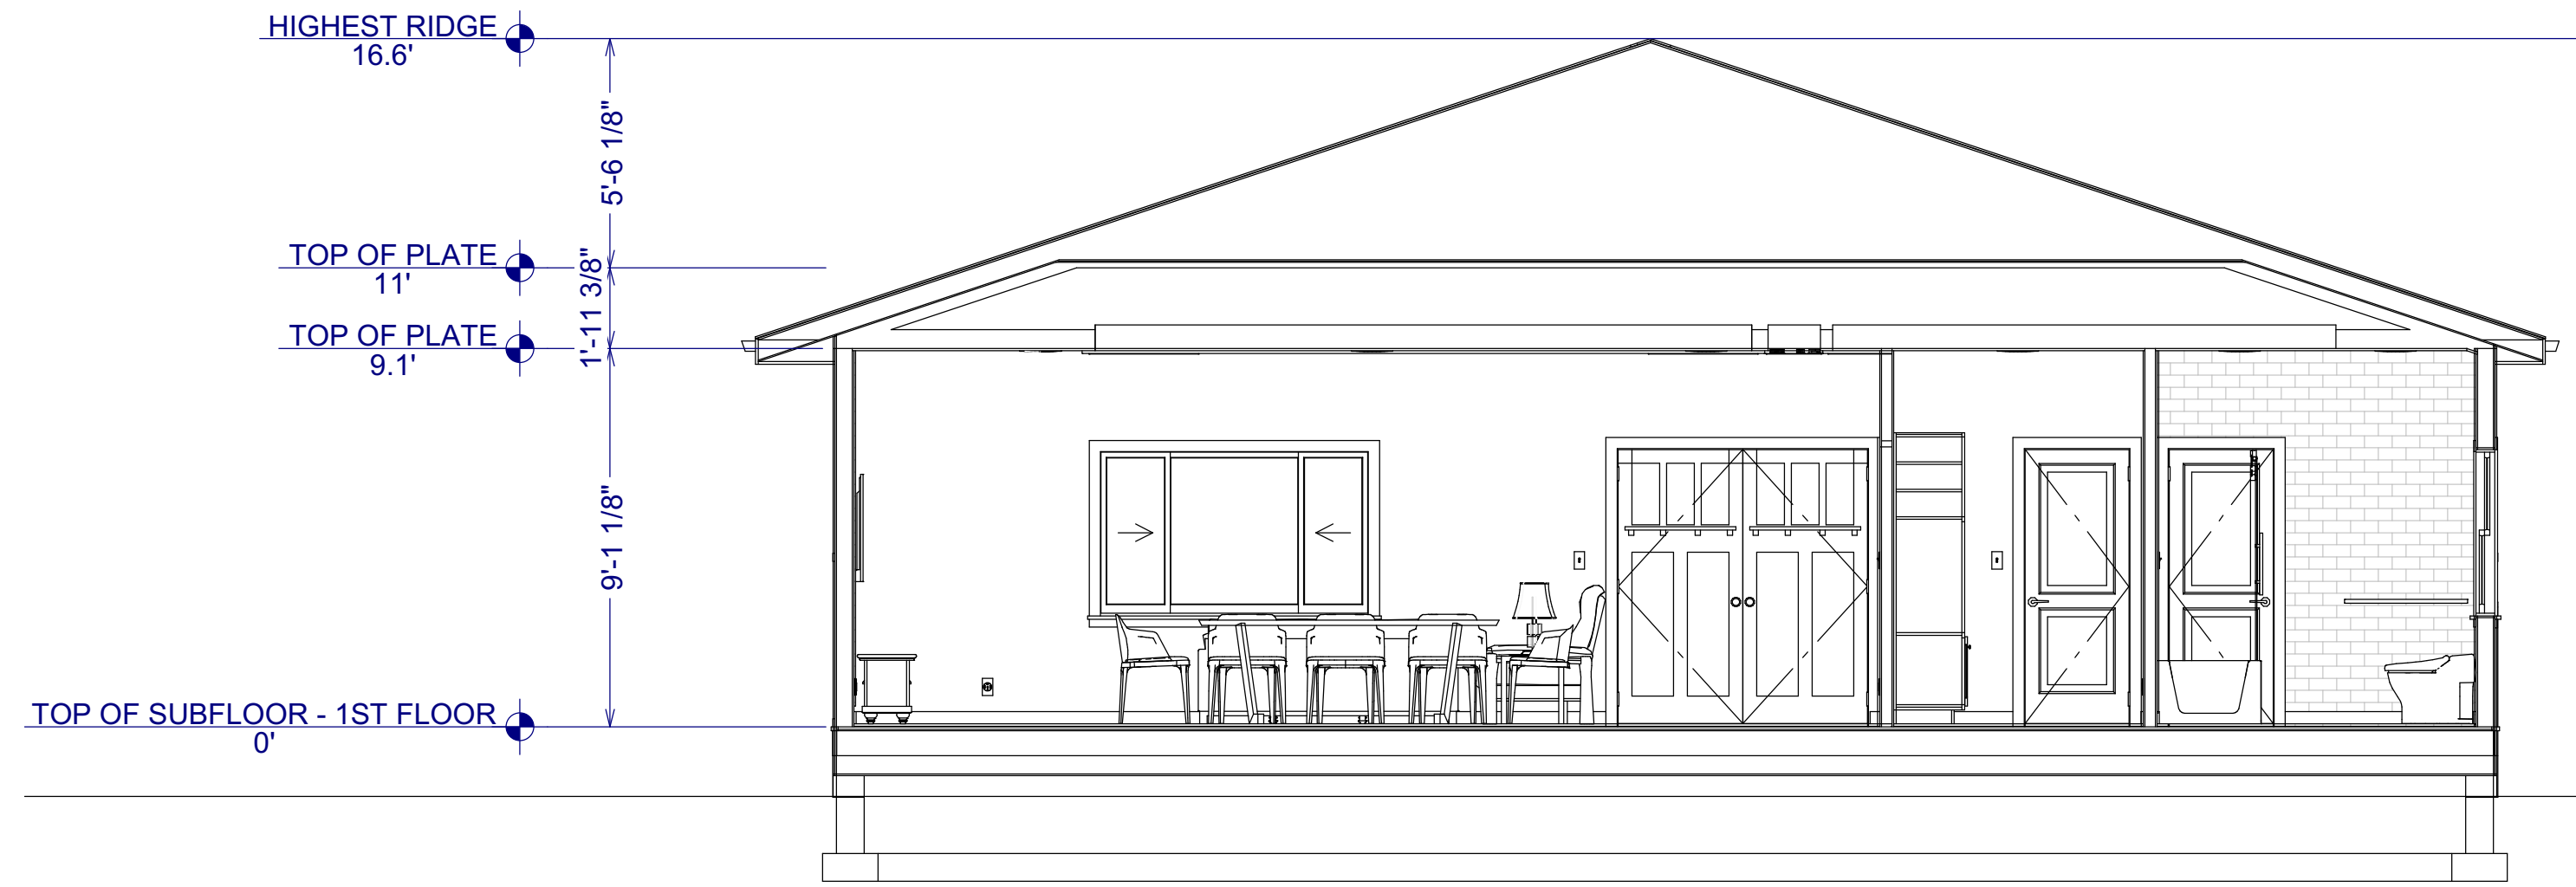 HIGHEST RIDGE
16.6'
5'-6 1/8"
TOP OF PLATE
11'
1'-11 3/8"
TOP OF PLATE
9.1'
9'-1 1/8"
TOP OF SUBFLOOR - 1ST FLOOR
0'